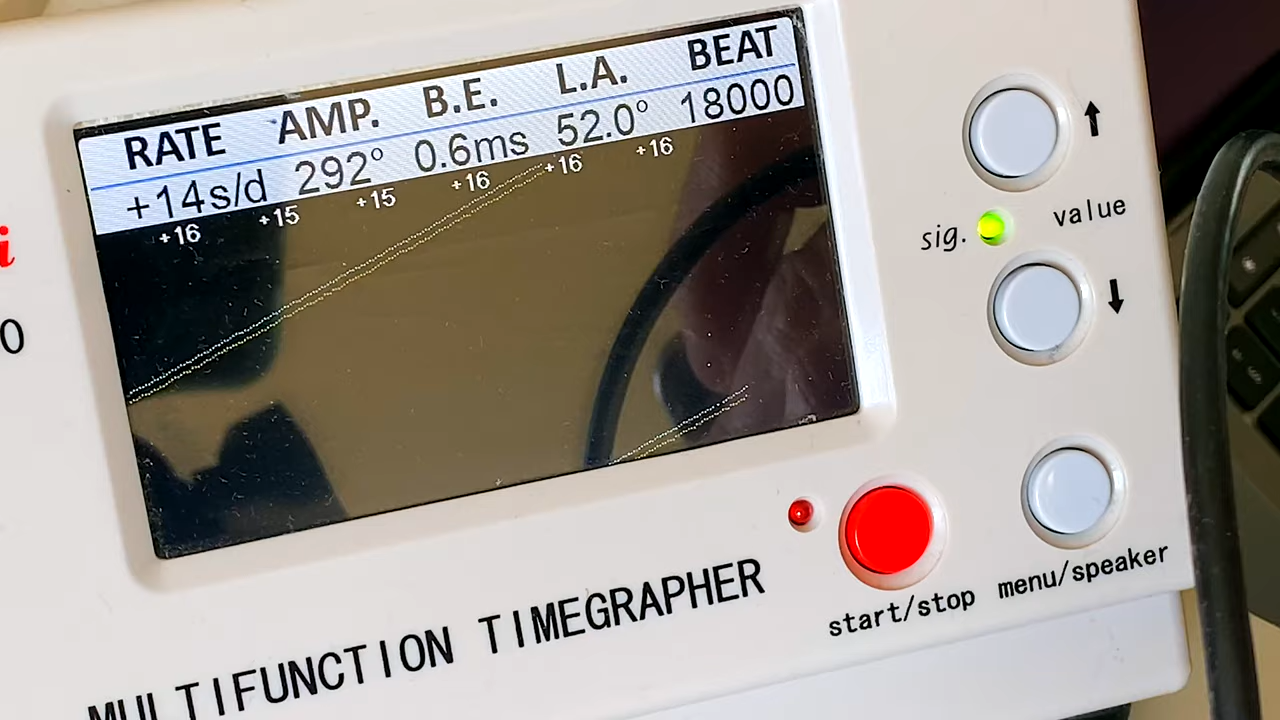 RATE AMP. B.E. L.A. BEAT
+14s/d 292° 0.6ms 52.0° 18000
+16 +15 +15 +16 +16 +16
i
0
sig.
value
MULTIFUNCTION TIMEGRAPHER
start/stop
menu/speaker